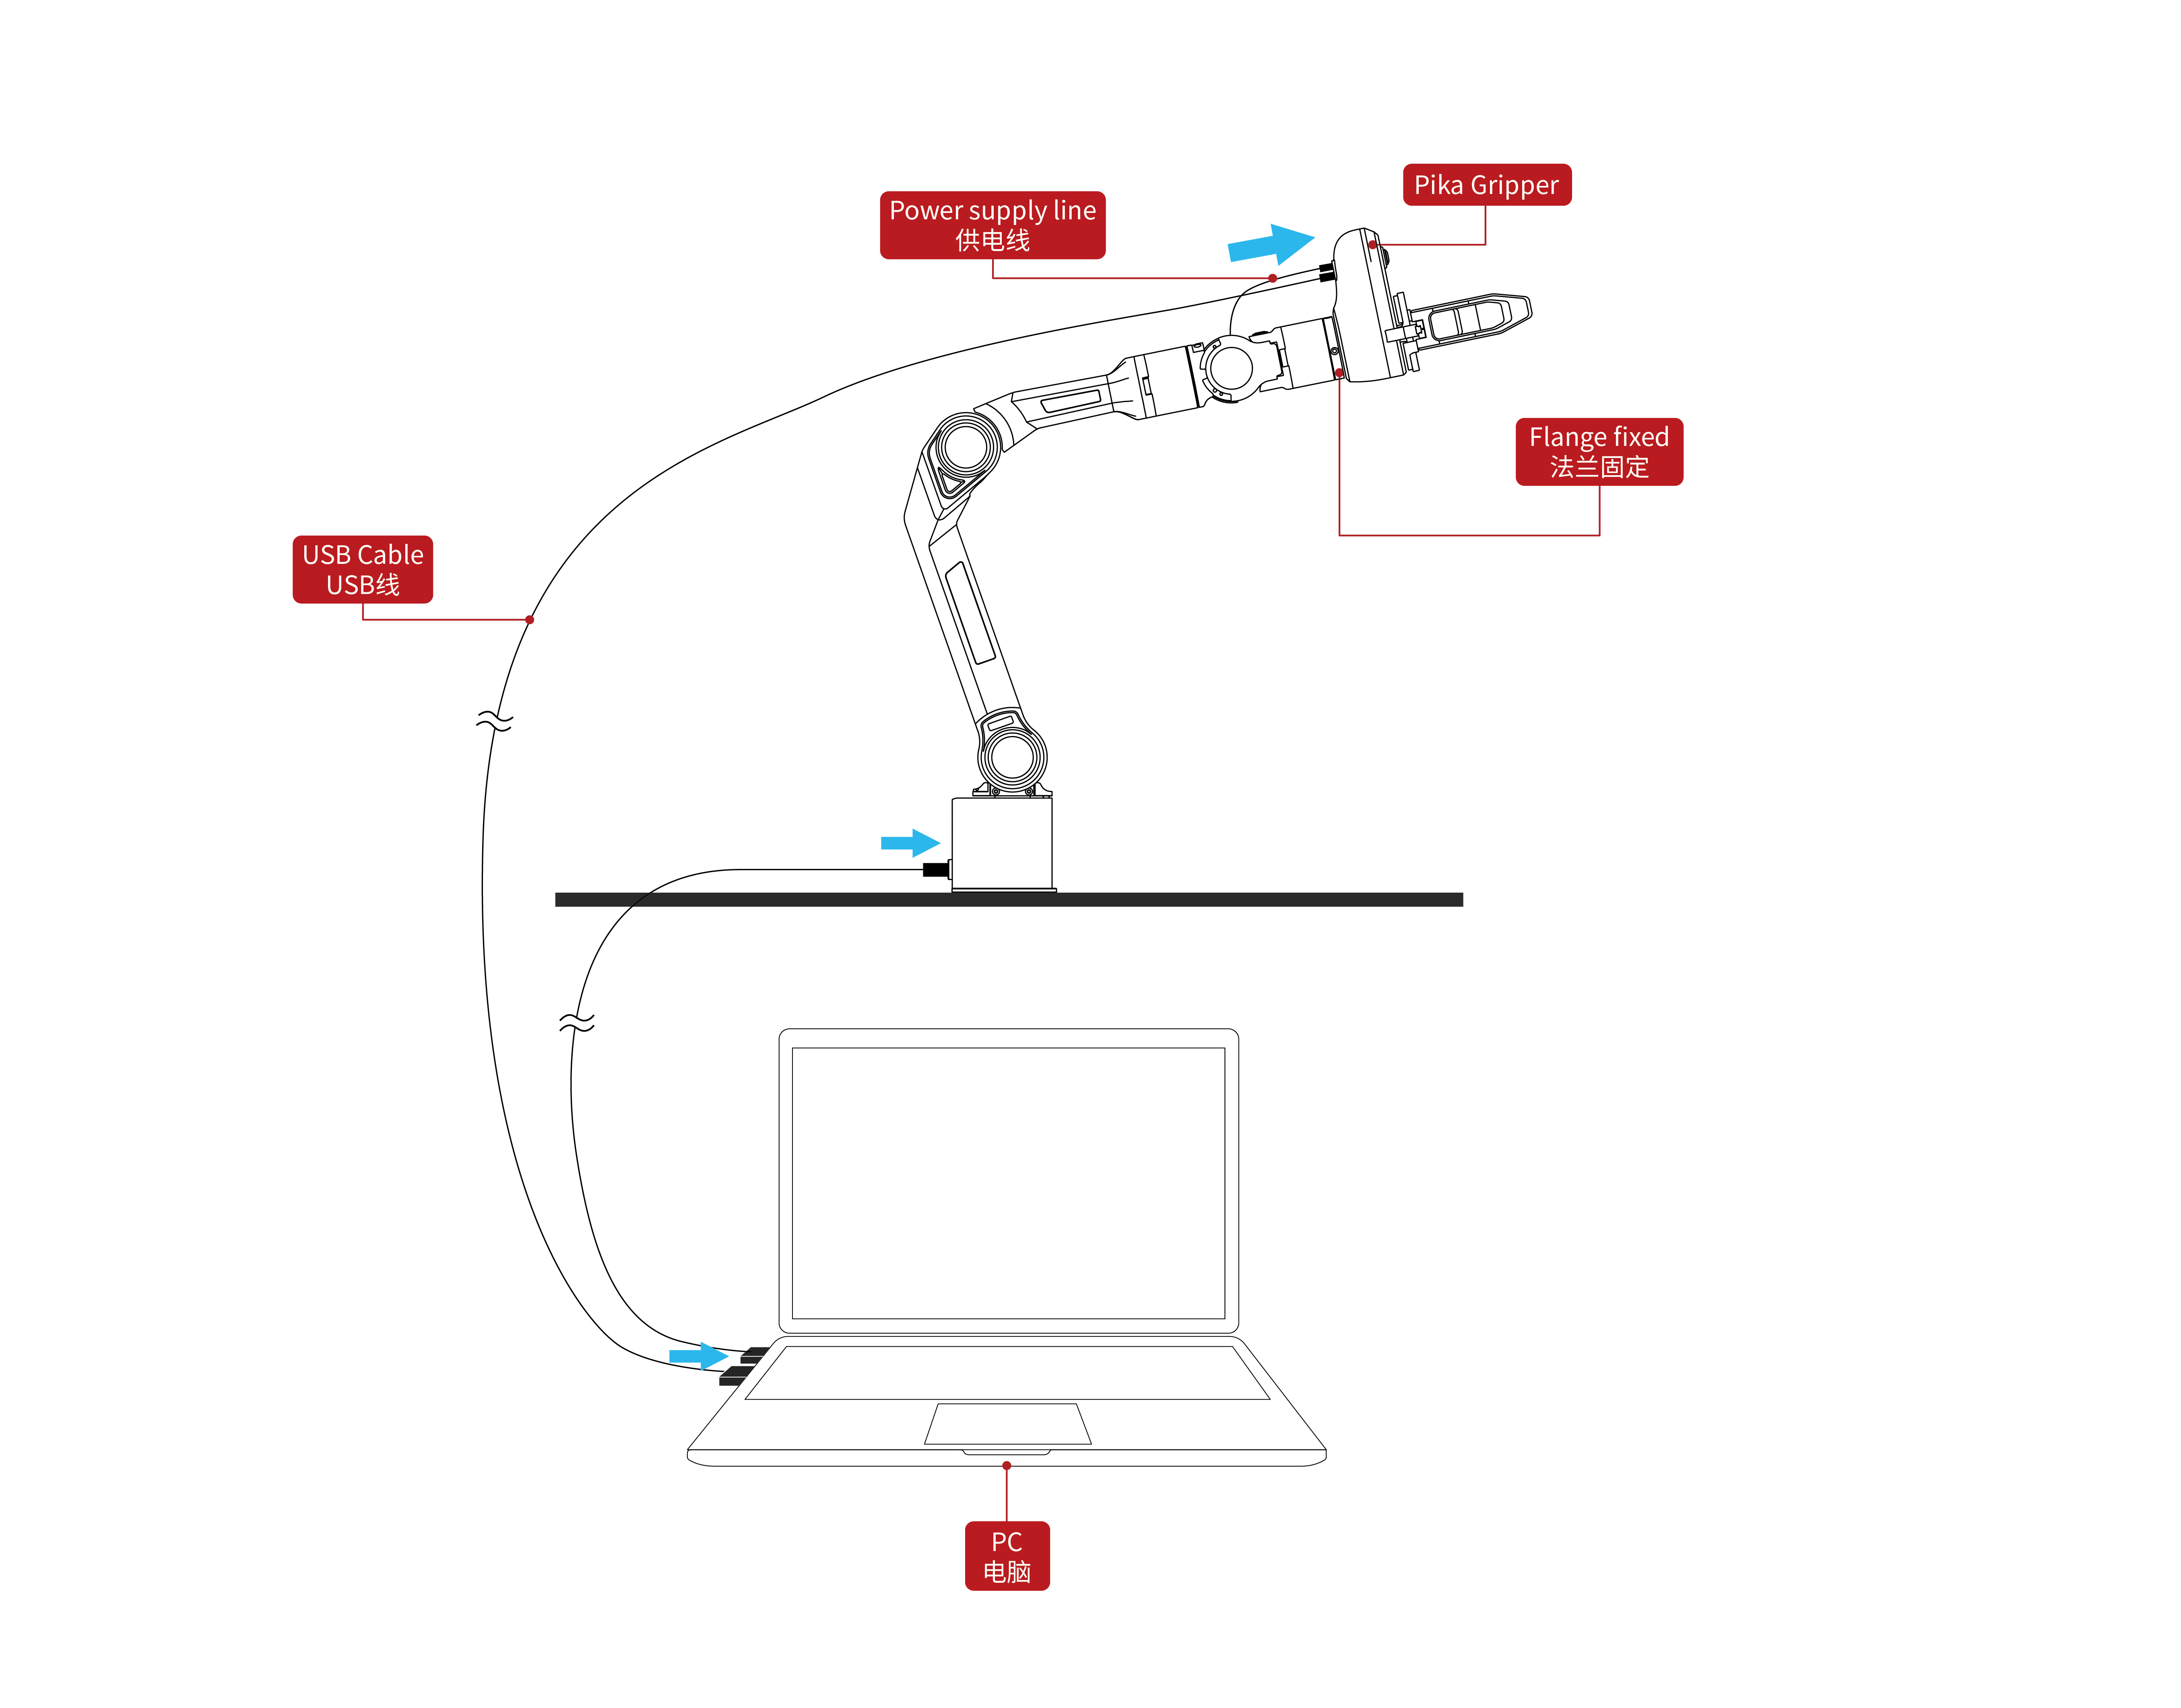 Pika Gripper
Power supply line
供电线
Flange fixed
法兰固定
USB Cable
USB线
PC
电脑